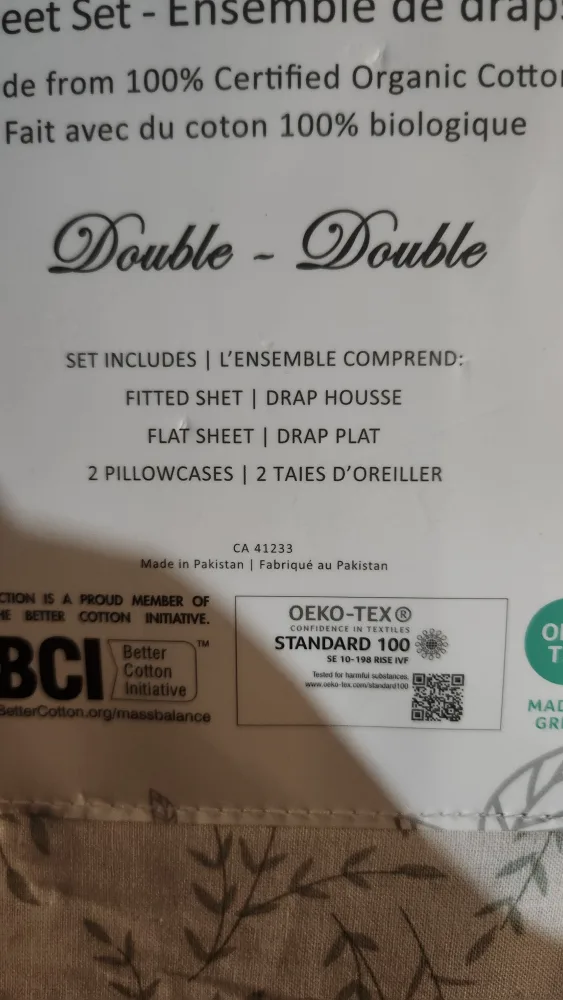 eet Set - Ensemble de draps
de from 100% Certified Organic Cotton
Fait avec du coton 100% biologique
Double - Double
SET INCLUDES | L'ENSEMBLE COMPREND:
FITTED SHET | DRAP HOUSSE
FLAT SHEET | DRAP PLAT
2 PILLOWCASES | 2 TAIES D'OREILLER
CA 41233
Made in Pakistan | Fabriqué au Pakistan
CTION IS A PROUD MEMBER OF
HE BETTER COTTON INITIATIVE.
BCI
TM
Better
Cotton
Initiative
BetterCotton.org/massbalance
OEKO-TEX®
CONFIDENCE IN TEXTILES
STANDARD 100
SE 10-198 RISE IVF
Tested for harmful substances.
www.oeko-tex.com/standard100
O
T
MAD
GR